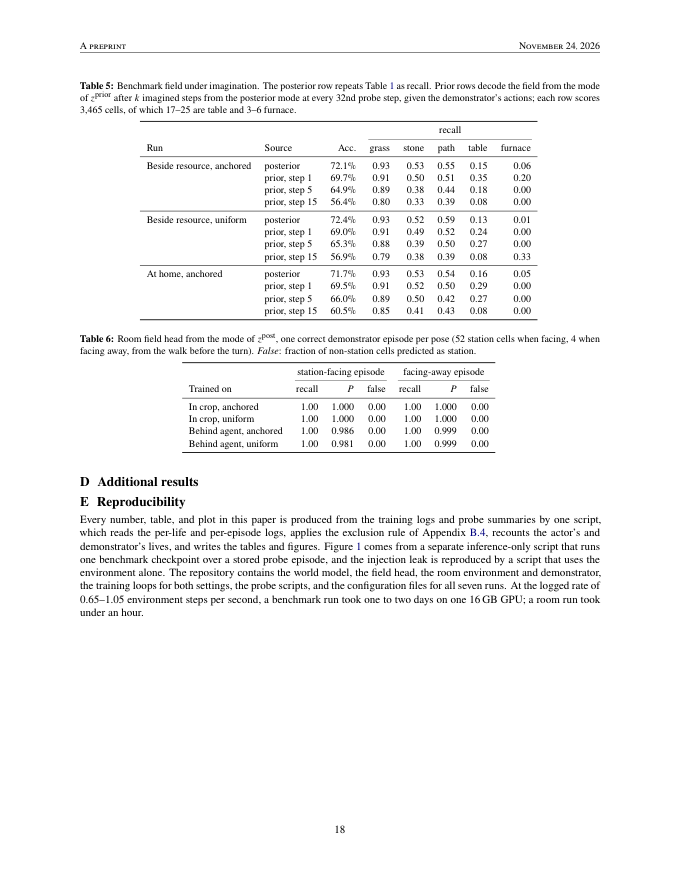 A PREPRINT
NOVEMBER 24, 2026
Table 5: Benchmark field under imagination. The posterior row repeats Table 1 as recall. Prior rows decode the field from the mode
of z^prior after k imagined steps from the posterior mode at every 32nd probe step, given the demonstrator's actions; each row scores
3,465 cells, of which 17–25 are table and 3–6 furnace.
recall
Run Source Acc. grass stone path table furnace
Beside resource, anchored posterior 72.1% 0.93 0.53 0.55 0.15 0.06
prior, step 1 69.7% 0.91 0.50 0.51 0.35 0.20
prior, step 5 64.9% 0.89 0.38 0.44 0.18 0.00
prior, step 15 56.4% 0.80 0.33 0.39 0.08 0.00
Beside resource, uniform posterior 72.4% 0.93 0.52 0.59 0.13 0.01
prior, step 1 69.0% 0.91 0.49 0.52 0.24 0.00
prior, step 5 65.3% 0.88 0.39 0.50 0.27 0.00
prior, step 15 56.9% 0.79 0.38 0.39 0.08 0.33
At home, anchored posterior 71.7% 0.93 0.53 0.54 0.16 0.05
prior, step 1 69.5% 0.91 0.52 0.50 0.29 0.00
prior, step 5 66.0% 0.89 0.50 0.42 0.27 0.00
prior, step 15 60.5% 0.85 0.41 0.43 0.08 0.00
Table 6: Room field head from the mode of z^post, one correct demonstrator episode per pose (52 station cells when facing, 4 when
facing away, from the walk before the turn). False: fraction of non-station cells predicted as station.
station-facing episode facing-away episode
Trained on recall P false recall P false
In crop, anchored 1.00 1.000 0.00 1.00 1.000 0.00
In crop, uniform 1.00 1.000 0.00 1.00 1.000 0.00
Behind agent, anchored 1.00 0.986 0.00 1.00 0.999 0.00
Behind agent, uniform 1.00 0.981 0.00 1.00 0.999 0.00
D Additional results
E Reproducibility
Every number, table, and plot in this paper is produced from the training logs and probe summaries by one script,
which reads the per-life and per-episode logs, applies the exclusion rule of Appendix B.4, recounts the actor's and
demonstrator's lives, and writes the tables and figures. Figure 1 comes from a separate inference-only script that runs
one benchmark checkpoint over a stored probe episode, and the injection leak is reproduced by a script that uses the
environment alone. The repository contains the world model, the field head, the room environment and demonstrator,
the training loops for both settings, the probe scripts, and the configuration files for all seven runs. At the logged rate of
0.65–1.05 environment steps per second, a benchmark run took one to two days on one 16 GB GPU; a room run took
under an hour.
18